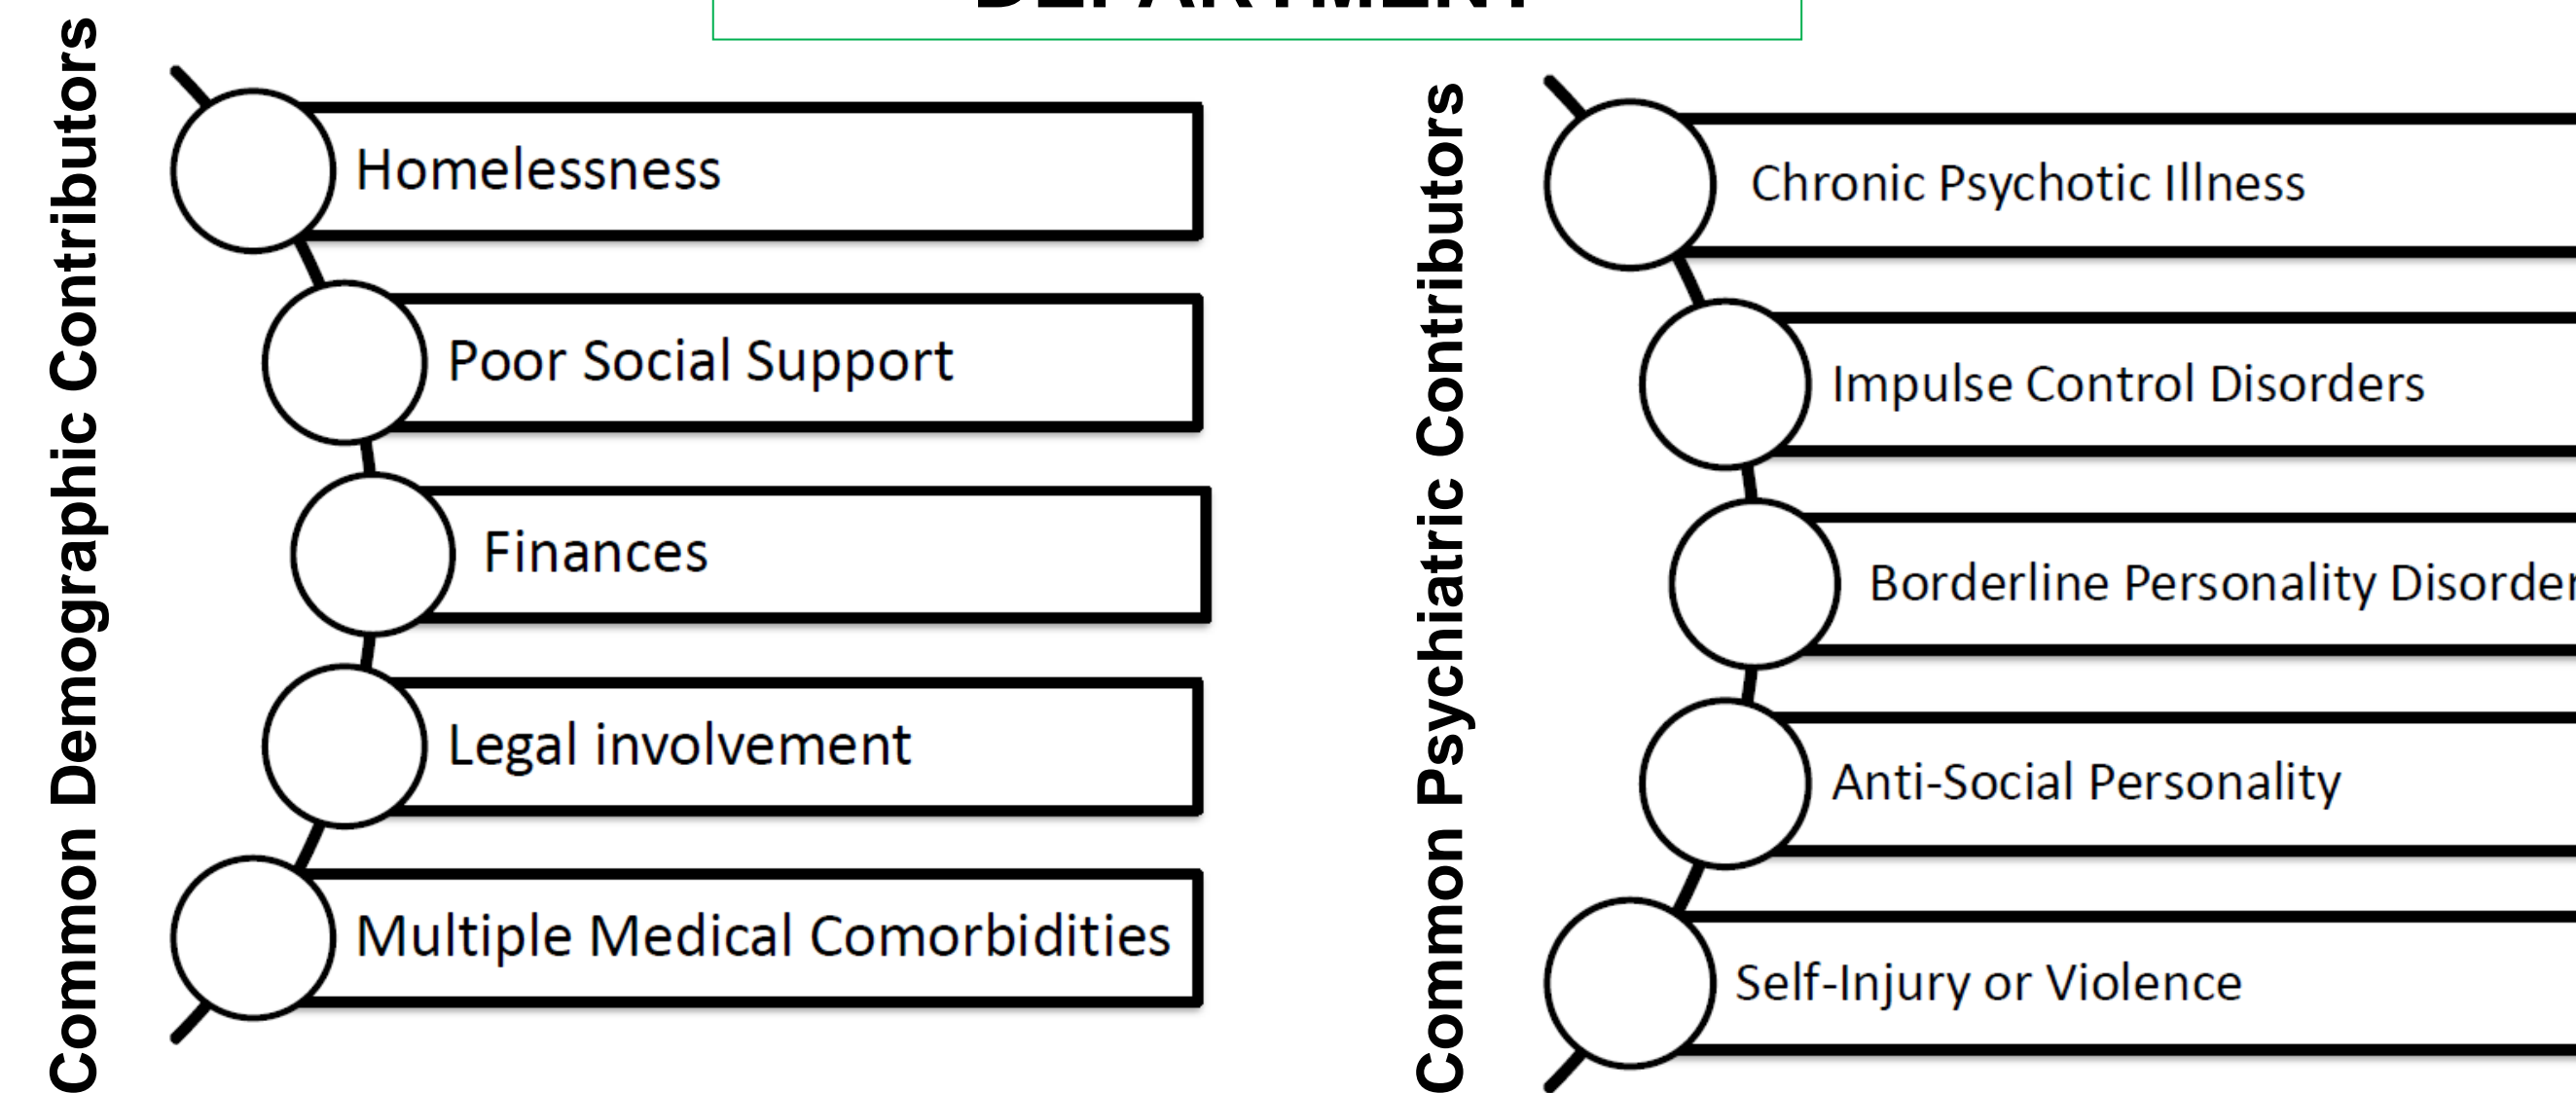 DEPARTMENT
Common Demographic Contributors
Homelessness
Poor Social Support
Finances
Legal involvement
Multiple Medical Comorbidities
Common Psychiatric Contributors
Chronic Psychotic Illness
Impulse Control Disorders
Borderline Personality Disorder
Anti-Social Personality
Self-Injury or Violence